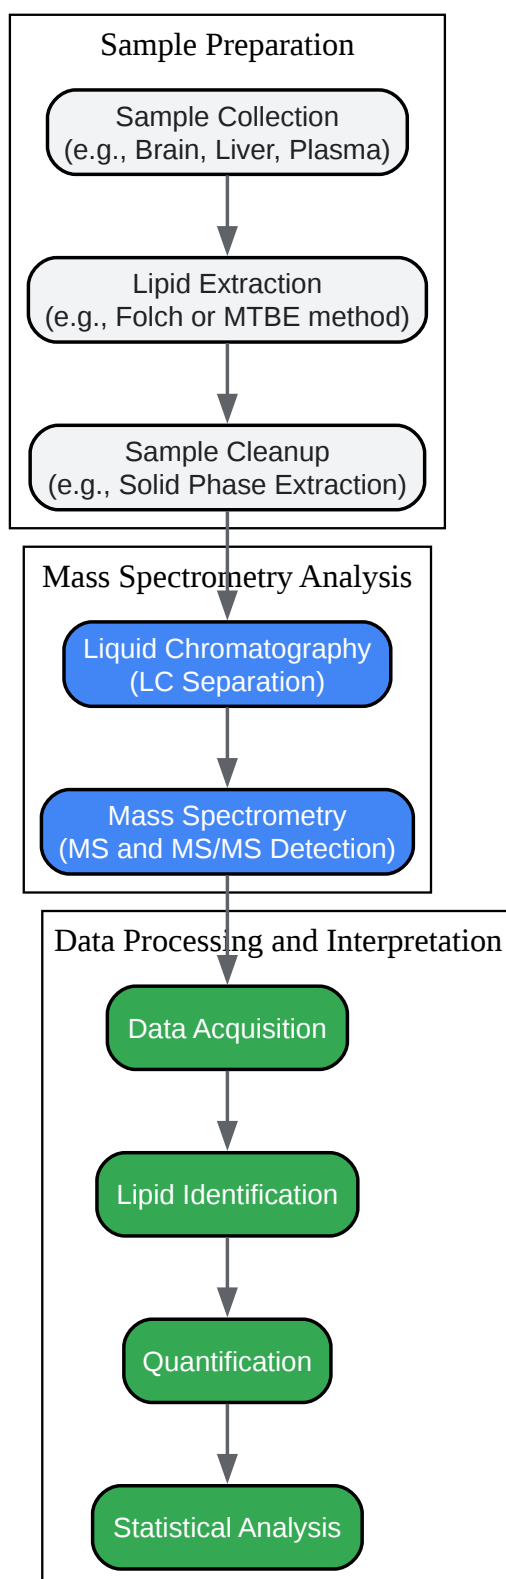 Sample Preparation
Sample Collection
(e.g., Brain, Liver, Plasma)
Lipid Extraction
(e.g., Folch or MTBE method)
Sample Cleanup
(e.g., Solid Phase Extraction)
Mass Spectrometry Analysis
Liquid Chromatography
(LC Separation)
Mass Spectrometry
(MS and MS/MS Detection)
Data Processing and Interpretation
Data Acquisition
Lipid Identification
Quantification
Statistical Analysis